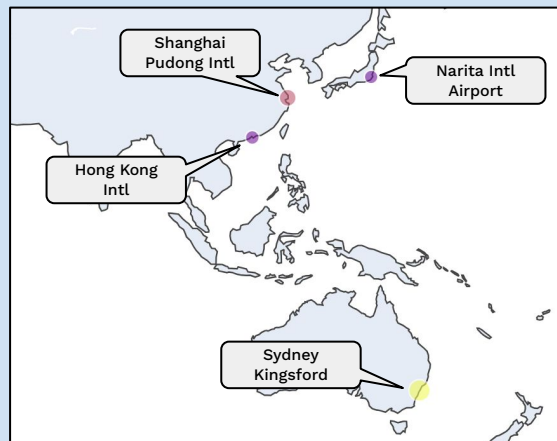 Shanghai
Pudong Intl
Narita Intl
Airport
Hong Kong
Intl
Sydney
Kingsford